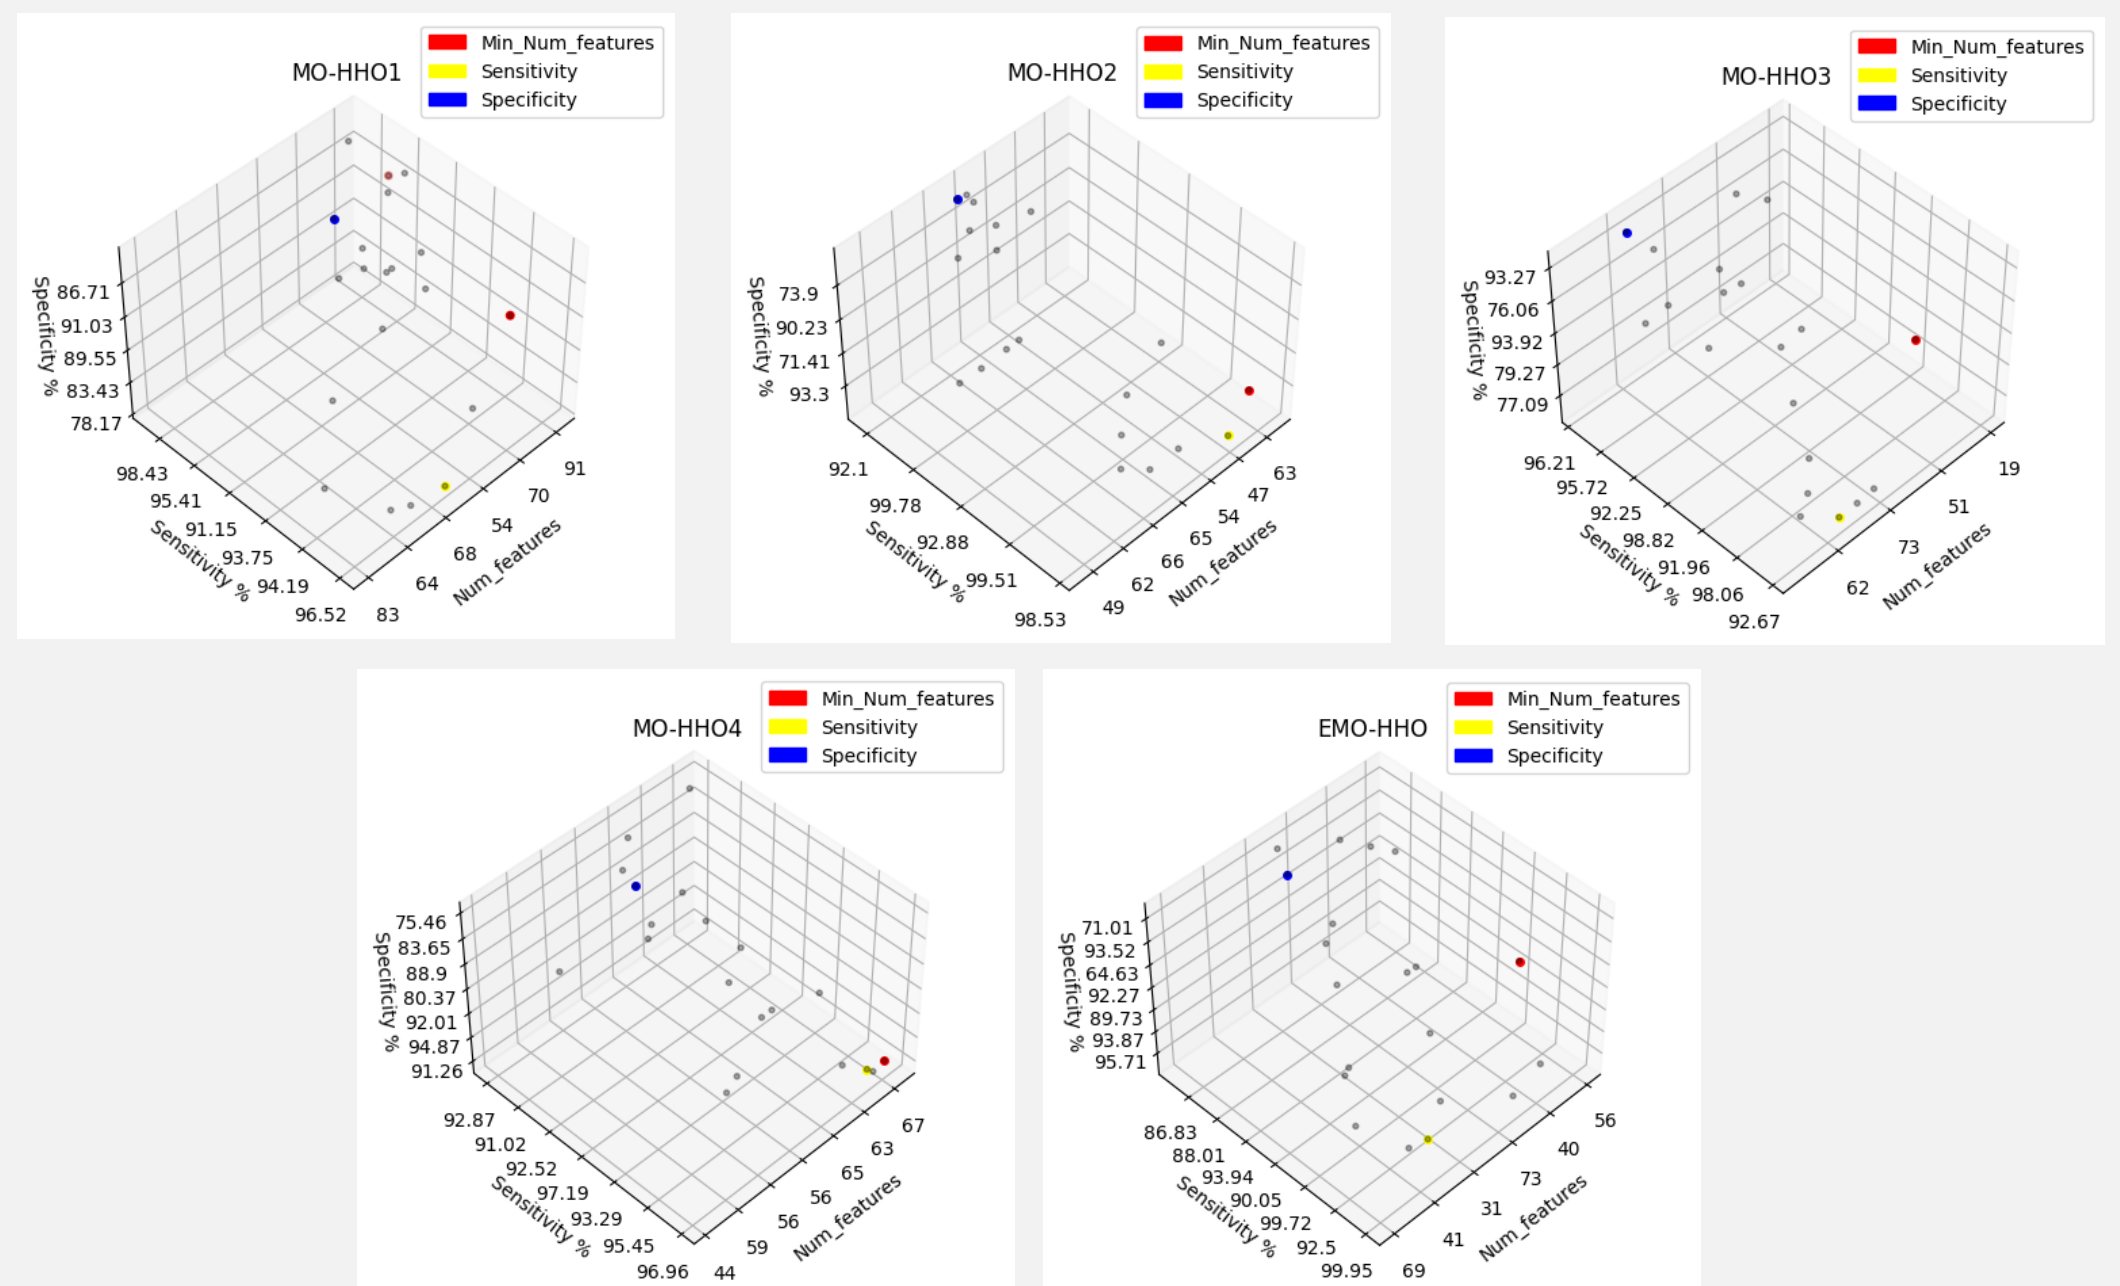 MO-HHO1
Min_Num_features
Sensitivity
Specificity
86.71
91.03
89.55
83.43
78.17
Specificity %
98.43
95.41
91.15
93.75
94.19
96.52
Sensitivity %
83
64
68
54
70
91
Num_features
MO-HHO2
Min_Num_features
Sensitivity
Specificity
73.9
90.23
71.41
93.3
Specificity %
92.1
99.78
92.88
99.51
98.53
Sensitivity %
49
62
66
65
54
47
63
Num_features
MO-HHO3
Min_Num_features
Sensitivity
Specificity
93.27
76.06
93.92
79.27
77.09
Specificity %
96.21
95.72
92.25
98.82
91.96
98.06
92.67
Sensitivity %
62
73
51
19
Num_features
MO-HHO4
Min_Num_features
Sensitivity
Specificity
75.46
83.65
88.9
80.37
92.01
94.87
91.26
Specificity %
92.87
91.02
92.52
97.19
93.29
95.45
96.96
Sensitivity %
44
59
56
56
65
63
67
Num_features
EMO-HHO
Min_Num_features
Sensitivity
Specificity
71.01
93.52
64.63
92.27
89.73
93.87
95.71
Specificity %
86.83
88.01
93.94
90.05
99.72
92.5
99.95
Sensitivity %
69
41
31
73
40
56
Num_features